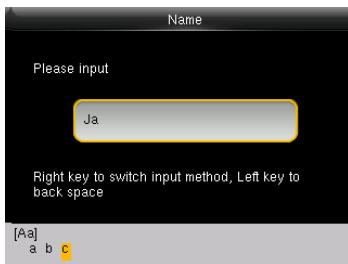 Name
Please input
Ja
Right key to switch input method, Left key to
back space
[Aa]
a b c